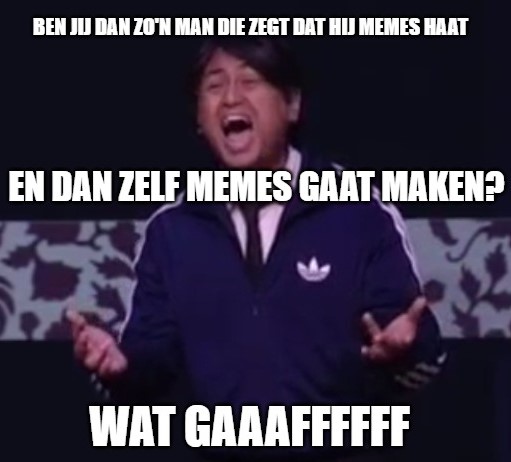 BEN JIJ DAN ZO'N MAN DIE ZEGT DAT HIJ MEMES HAAT
EN DAN ZELF MEMES GAAT MAKEN?
WAT GAAAFFFFFF